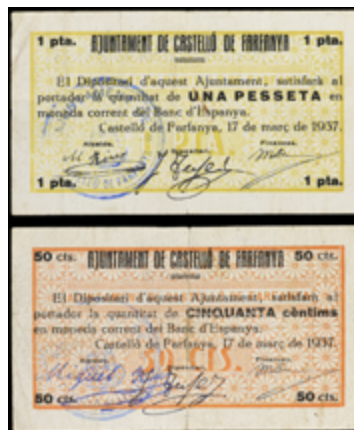 1 pta. AJUNTAMENT DE CASTELLÓ DE FARFANYA 1 pta.
El Dipositari d'aquest Ajuntament, satisfarà al
portador la quantitat de UNA PESSETA en
moneda corrent del Banc d'Espanya.
Castelló de Farfanya, 17 de març de 1937.
1 pta. 1 pta.
50 cts. AJUNTAMENT DE CASTELLÓ DE FARFANYA 50 cts.
El Dipositari d'aquest Ajuntament, satisfarà al
portador la quantitat de CINQUANTA cèntims
en moneda corrent del Banc d'Espanya.
Castelló de Farfanya, 17 de març de 1937.
50 CTS.
Miquel
50 cts. 50 cts.